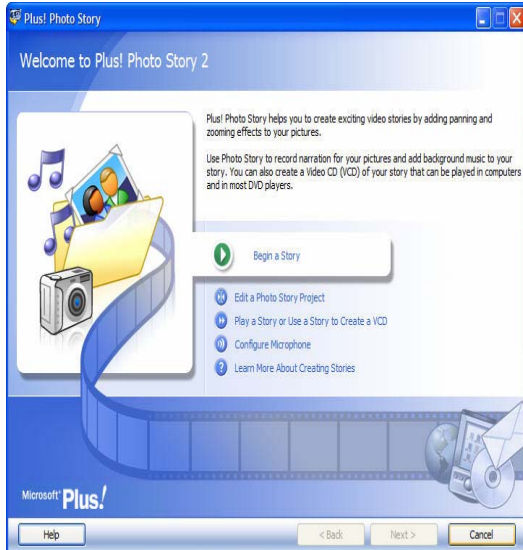 Plus! Photo Story
Welcome to Plus! Photo Story 2
Plus! Photo Story helps you to create exciting video stories by adding panning and
zooming effects to your pictures.
Use Photo Story to record narration for your pictures and add background music to your
story. You can also create a Video CD (VCD) of your story that can be played in computers
and in most DVD players.
Begin a Story
Edit a Photo Story Project
Play a Story or Use a Story to Create a VCD
Configure Microphone
Learn More About Creating Stories
Microsoft® Plus!
Help
< Back
Next >
Cancel